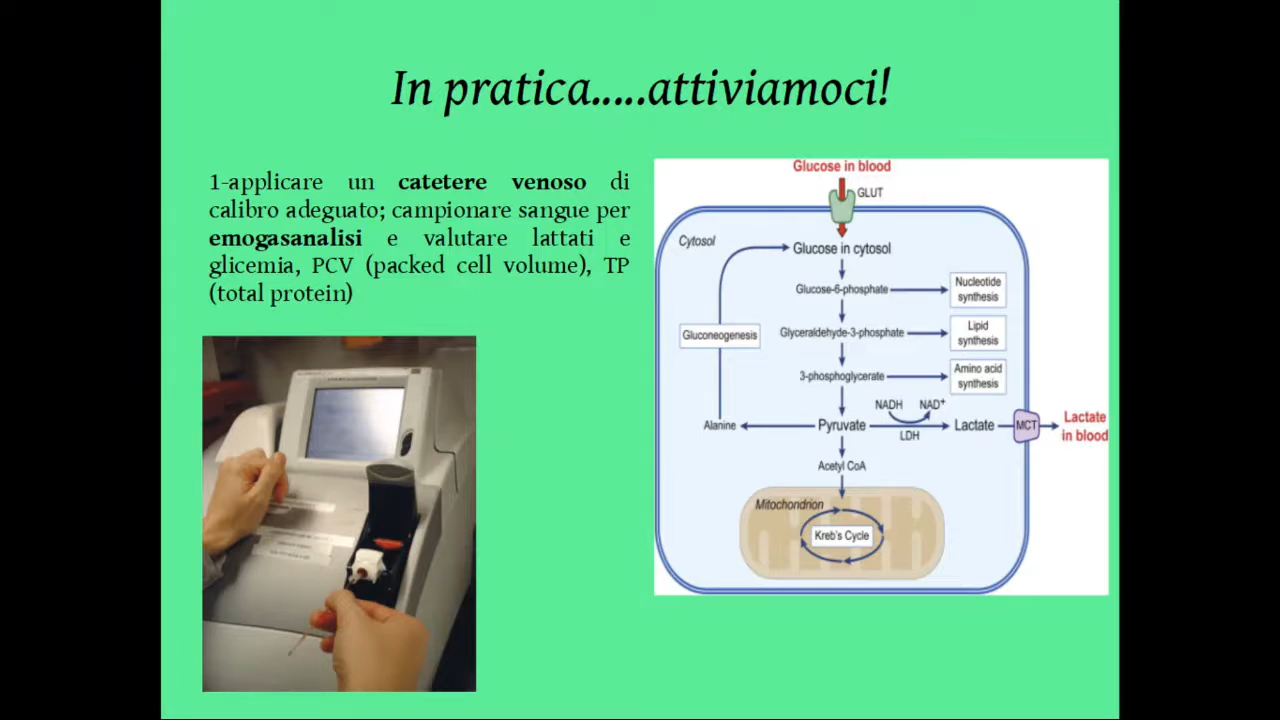 In pratica.....attiviamoci!
1-applicare un catetere venoso di
calibro adeguato; campionare sangue per
emogasanalisi e valutare lattati e
glicemia, PCV (packed cell volume), TP
(total protein)
Glucose in blood
GLUT
Cytosol
Glucose in cytosol
Glucose-6-phosphate
Nucleotide
synthesis
Gluconeogenesis
Glyceraldehyde-3-phosphate
Lipid
synthesis
3-phosphoglycerate
Amino acid
synthesis
NADH NAD+
Alanine
Pyruvate
LDH
Lactate
MCT
Lactate
in blood
Acetyl CoA
Mitochondrion
Kreb's Cycle